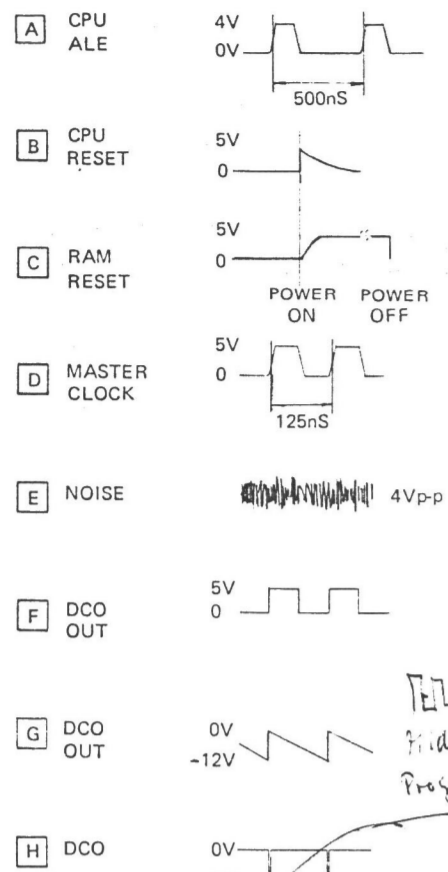 A CPU 4V
ALE 0V
500nS
B CPU 5V
RESET 0
C RAM 5V
RESET 0
POWER POWER
ON OFF
D MASTER 5V
CLOCK 0
125nS
E NOISE 4Vp-p
F DCO 5V
OUT 0
G DCO 0V
OUT -12V
H DCO 0V